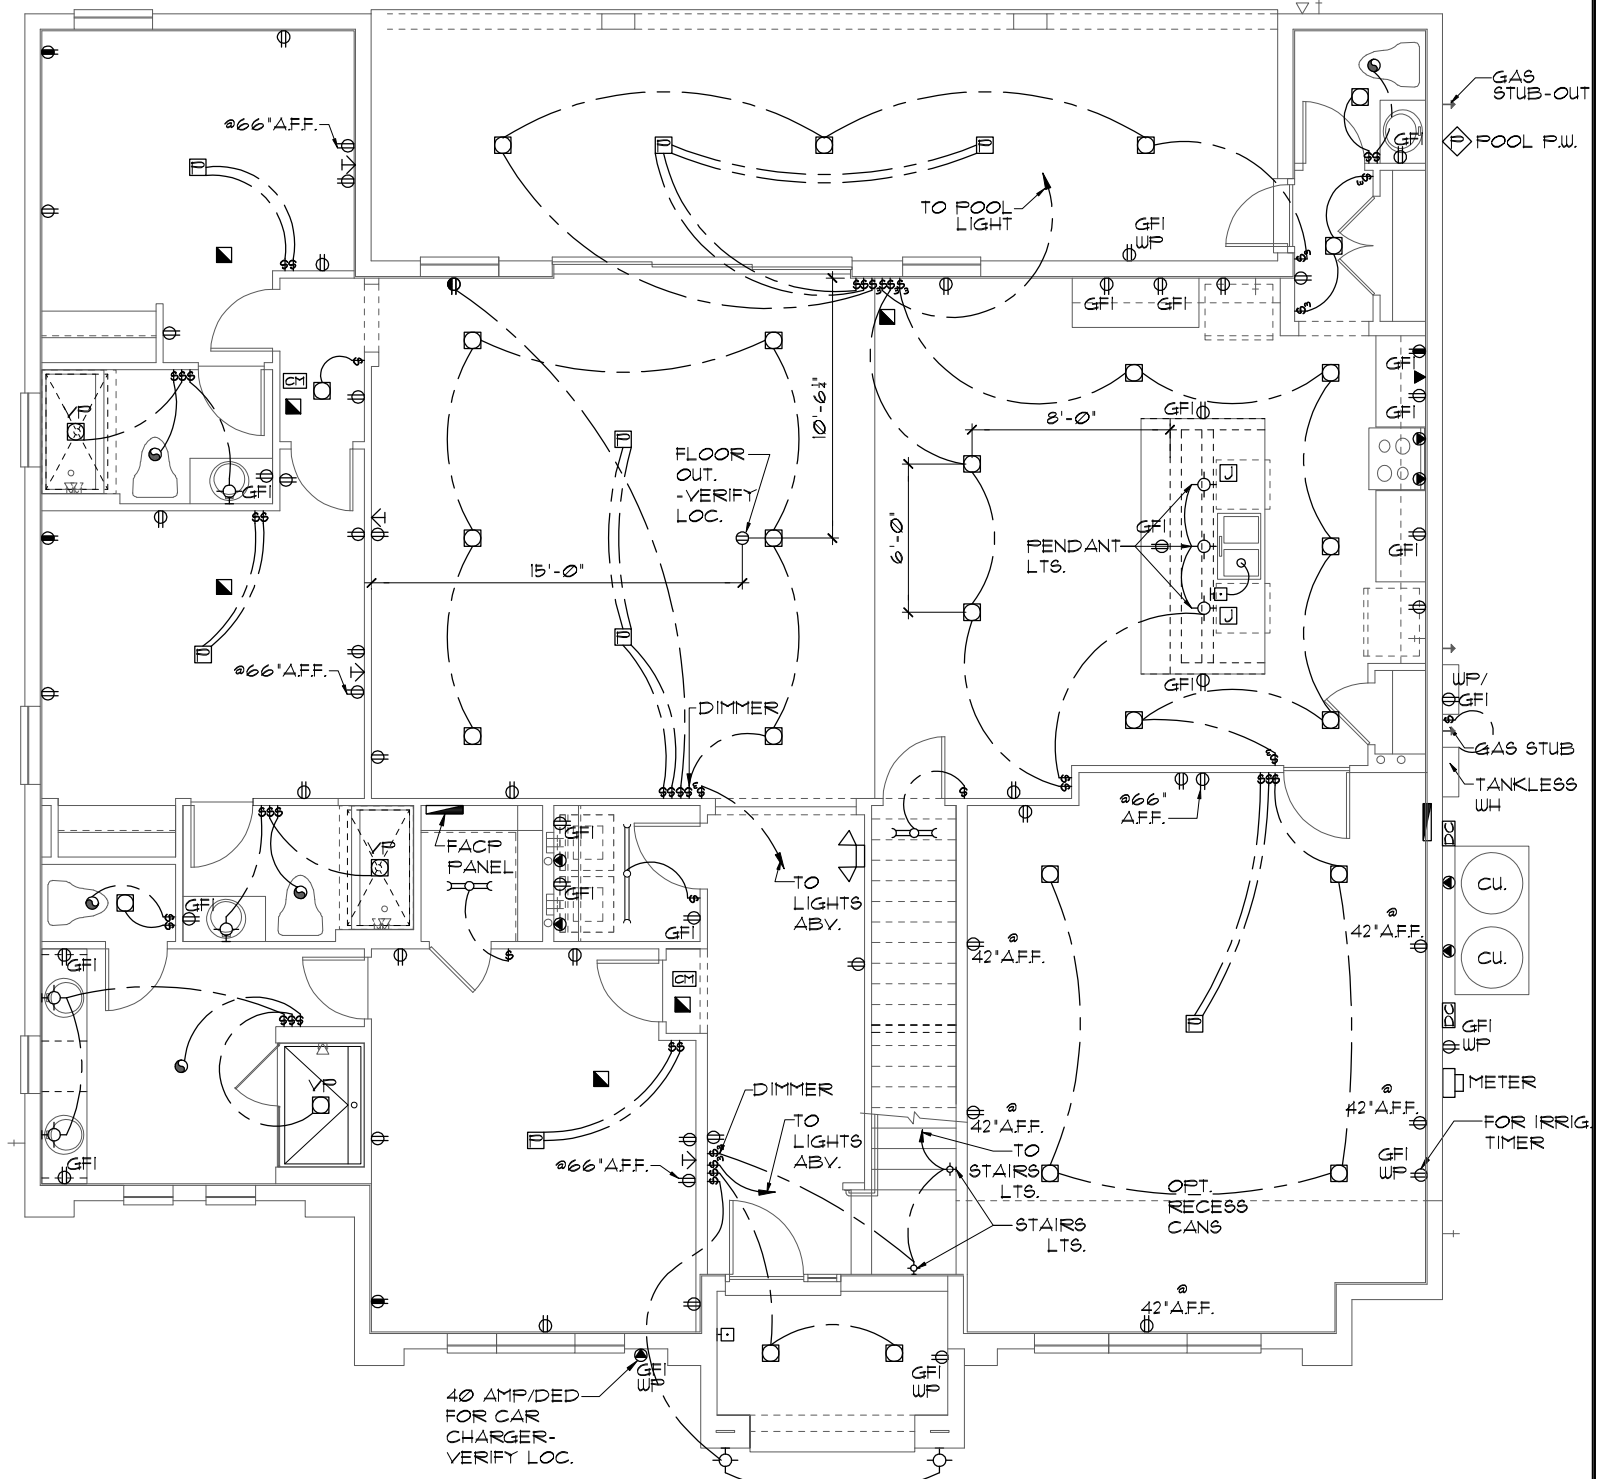 GAS
STUB-OUT
@66"A.F.F.
GFI
P
POOL P.W.
P
P
P
TO POOL
LIGHT
GFI
WP
GFI
GFI
GFI
CM
GFI
8'-0"
GFI
10'-6½"
VP
P
FLOOR
OUT.
-VERIFY
LOC.
J
GFI
GFI
PENDANT
LTS.
GFI
6'-0"
15'-0"
J
P
P
@66"A.F.F.
GFI
WP/
GFI
DIMMER
GAS STUB
TANKLESS
WH
@66"
A.F.F.
GFI
FACP
PANEL
VP
DC
TO
LIGHTS
ABV.
GFI
CU.
GFI
GFI
@
42"A.F.F.
@
42"A.F.F.
GFI
CM
CU.
P
DC
GFI
WP
METER
VP
DIMMER
@
42"A.F.F.
@
42"A.F.F.
TO
LIGHTS
ABV.
FOR IRRIG.
TIMER
P
@66"A.F.F.
GFI
TO
STAIRS
LTS.
GFI
WP
OPT.
RECESS
CANS
STAIRS
LTS.
@
42"A.F.F.
GFI
WP
GFI
WP
40 AMP/DED
FOR CAR
CHARGER-
VERIFY LOC.